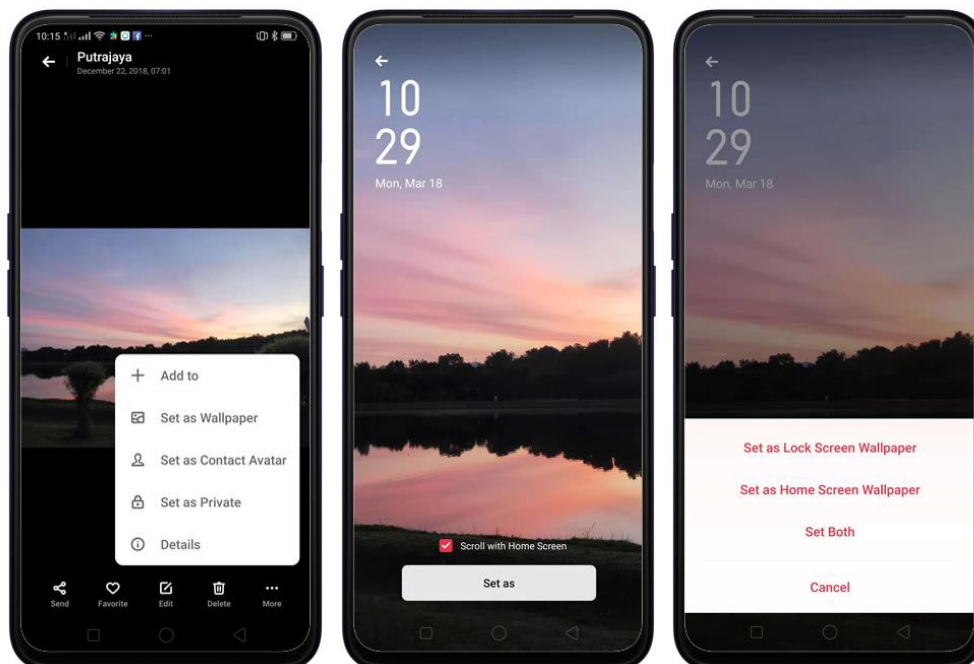 10:15
Putrajaya
December 22, 2018, 07:01
Add to
Set as Wallpaper
Set as Contact Avatar
Set as Private
Details
Send
Favorite
Edit
Delete
More
10
29
Mon, Mar 18
Scroll with Home Screen
Set as
10
29
Mon, Mar 18
Set as Lock Screen Wallpaper
Set as Home Screen Wallpaper
Set Both
Cancel